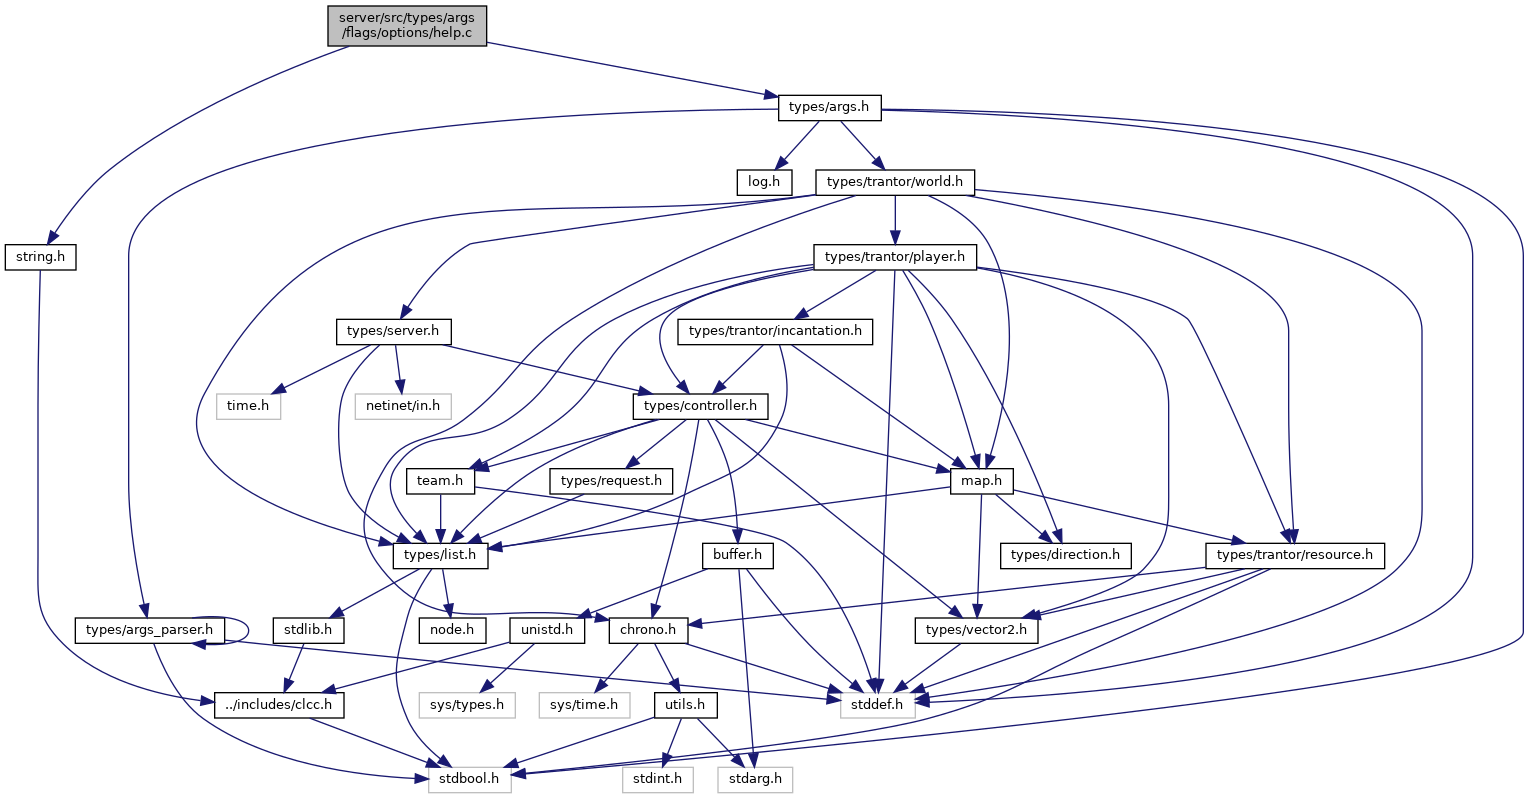 server/src/types/args
/flags/options/help.c
types/args.h
log.h
types/trantor/world.h
string.h
types/trantor/player.h
types/server.h
types/trantor/incantation.h
time.h
netinet/in.h
types/controller.h
team.h
types/request.h
map.h
types/list.h
buffer.h
types/direction.h
types/trantor/resource.h
types/args_parser.h
stdlib.h
node.h
unistd.h
chrono.h
types/vector2.h
../includes/clcc.h
sys/types.h
sys/time.h
utils.h
stddef.h
stdbool.h
stdint.h
stdarg.h